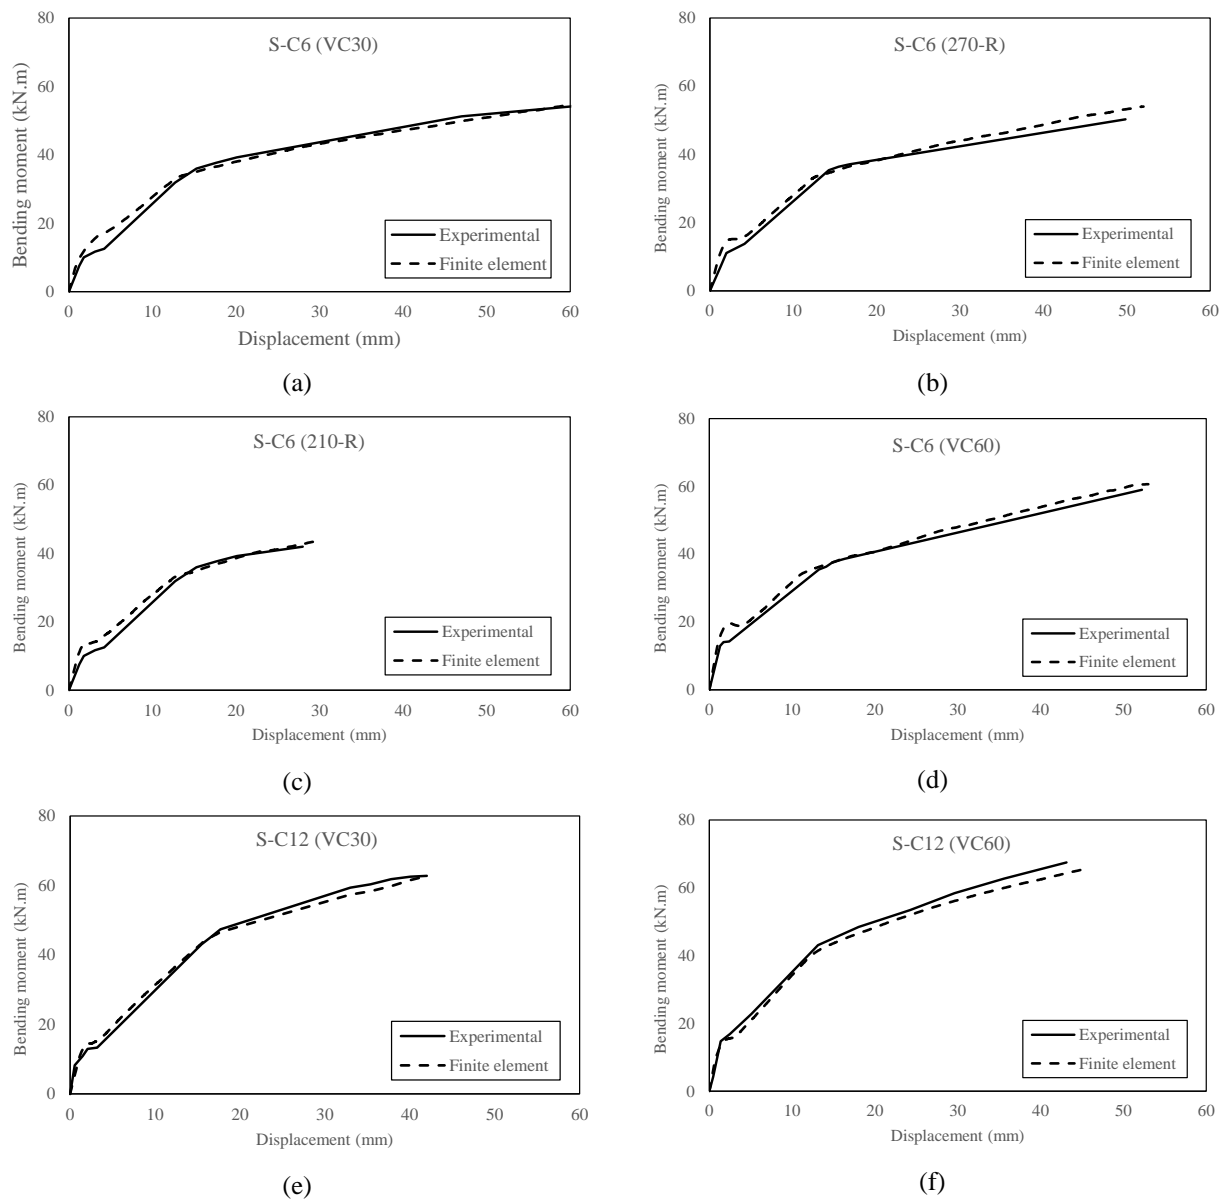 S-C6 (VC30)
Bending moment (kN.m)
80
60
40
20
0
Experimental
Finite element
0 10 20 30 40 50 60
Displacement (mm)
(a)
S-C6 (270-R)
Bending moment (kN.m)
80
60
40
20
0
Experimental
Finite element
0 10 20 30 40 50 60
Displacement (mm)
(b)
S-C6 (210-R)
Bending moment (kN.m)
80
60
40
20
0
Experimental
Finite element
0 10 20 30 40 50 60
Displacement (mm)
(c)
S-C6 (VC60)
Bending moment (kN.m)
80
60
40
20
0
Experimental
Finite element
0 10 20 30 40 50 60
Displacement (mm)
(d)
S-C12 (VC30)
Bending moment (kN.m)
80
60
40
20
0
Experimental
Finite element
0 10 20 30 40 50 60
Displacement (mm)
(e)
S-C12 (VC60)
Bending moment (kN.m)
80
60
40
20
0
Experimental
Finite element
0 10 20 30 40 50 60
Displacement (mm)
(f)